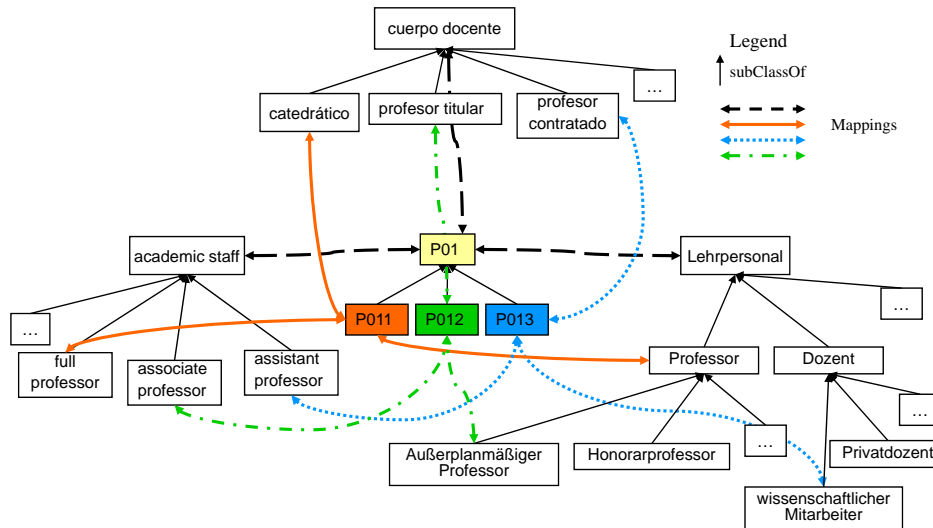 cuerpo docente
Legend
subClassOf
...
catedrático
profesor titular
profesor
contratado
Mappings
academic staff
P01
Lehrpersonal
...
P011
P012
P013
...
full
professor
associate
professor
assistant
professor
Professor
Dozent
...
...
Außerplanmäßiger
Professor
Honorarprofessor
Privatdozent
wissenschaftlicher
Mitarbeiter